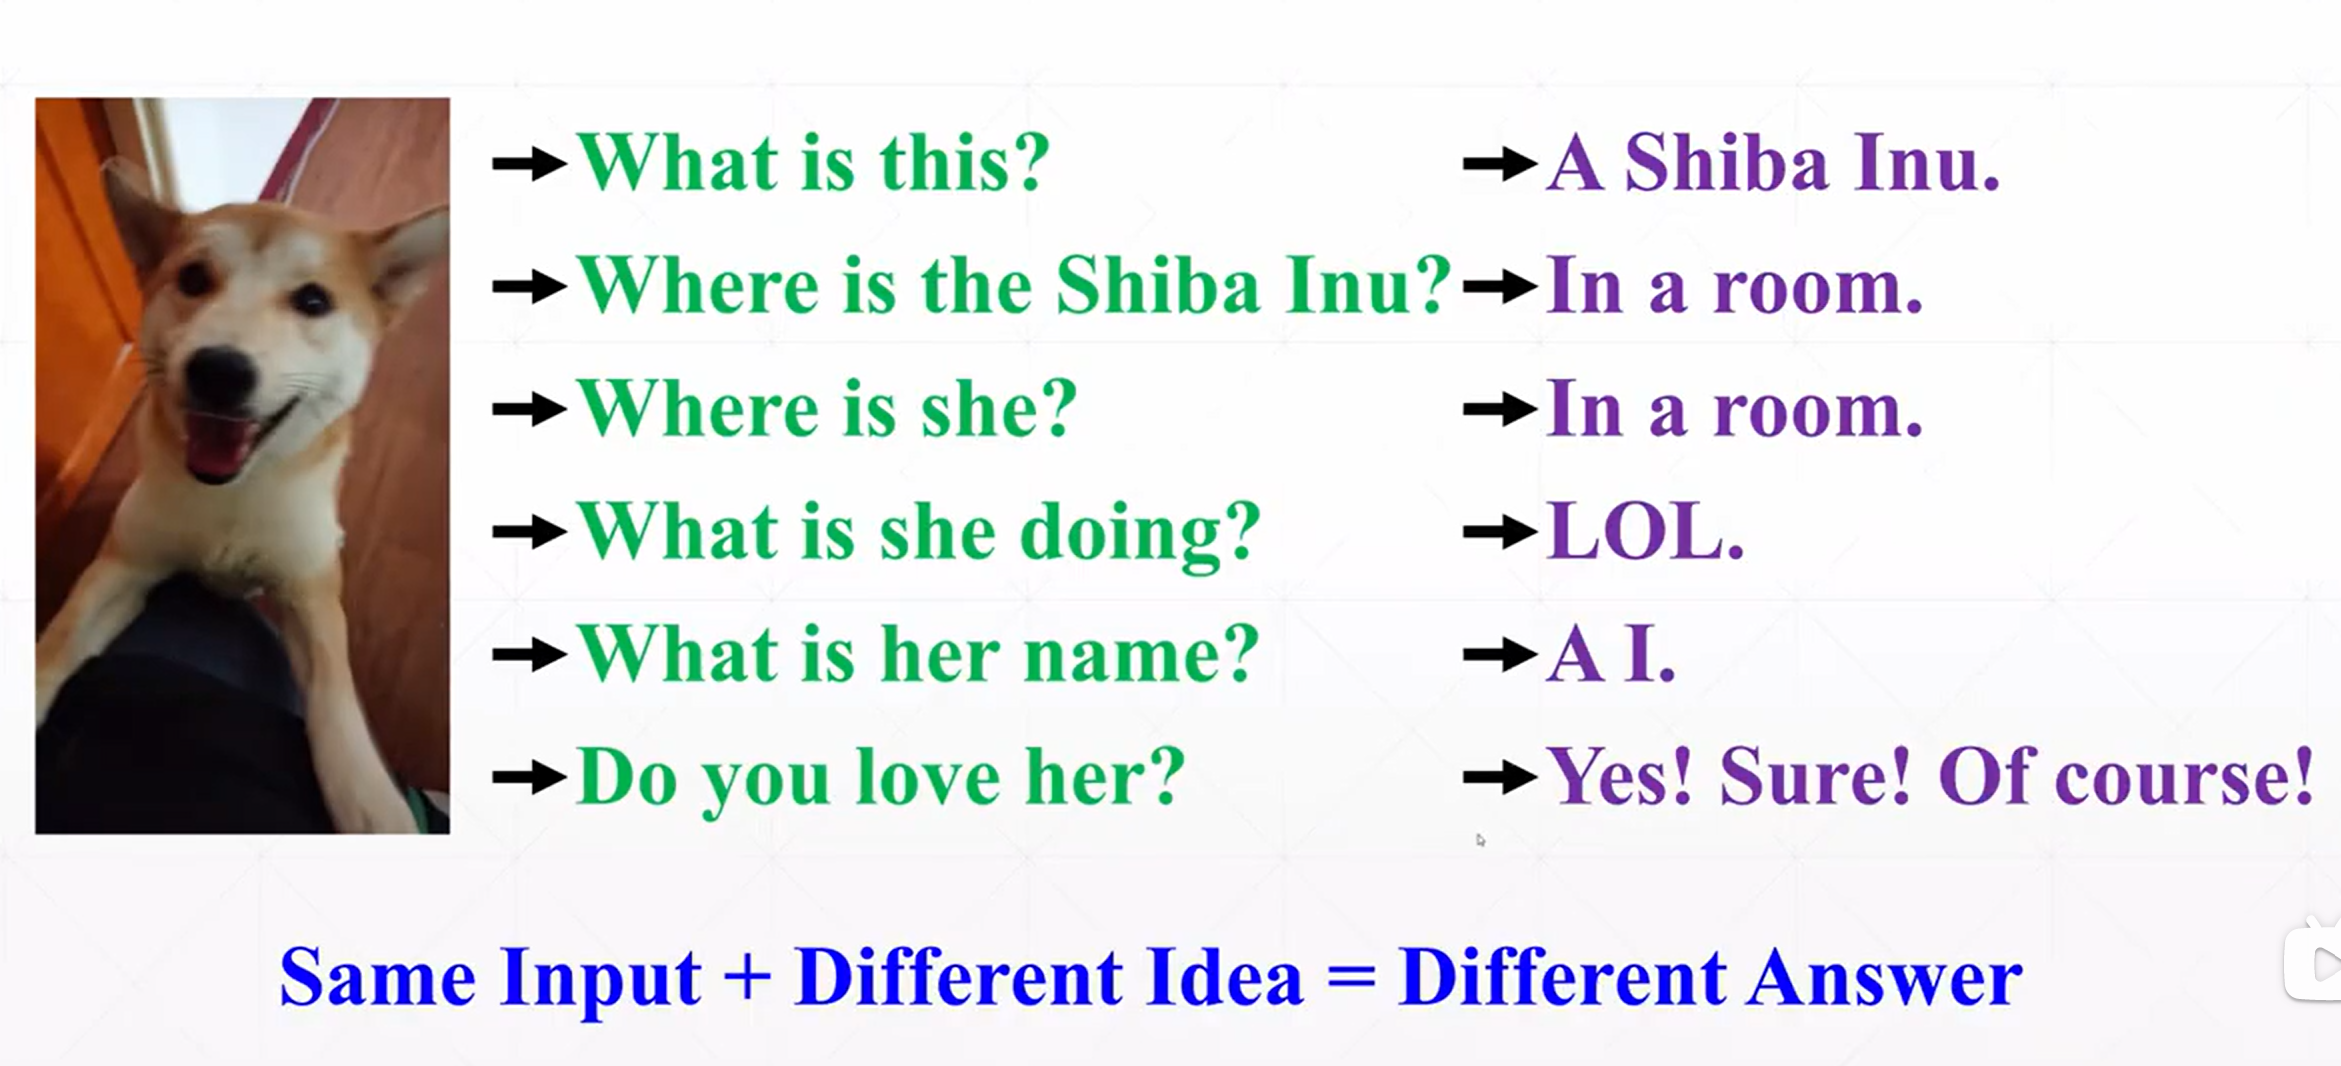 What is this? A Shiba Inu.
Where is the Shiba Inu? In a room.
Where is she? In a room.
What is she doing? LOL.
What is her name? A I.
Do you love her? Yes! Sure! Of course!
Same Input + Different Idea = Different Answer